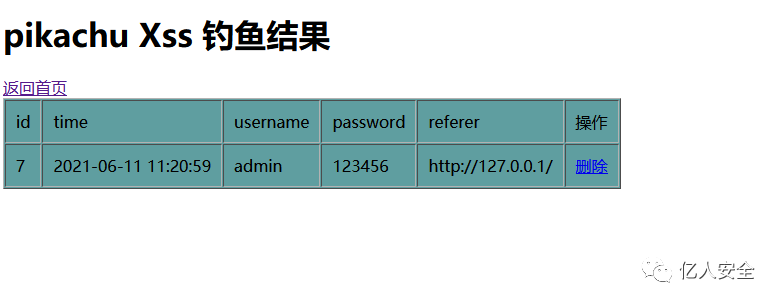 pikachu Xss 钓鱼结果
返回首页
id time username password referer 操作
7 2021-06-11 11:20:59 admin 123456 http://127.0.0.1/ 删除
亿人安全